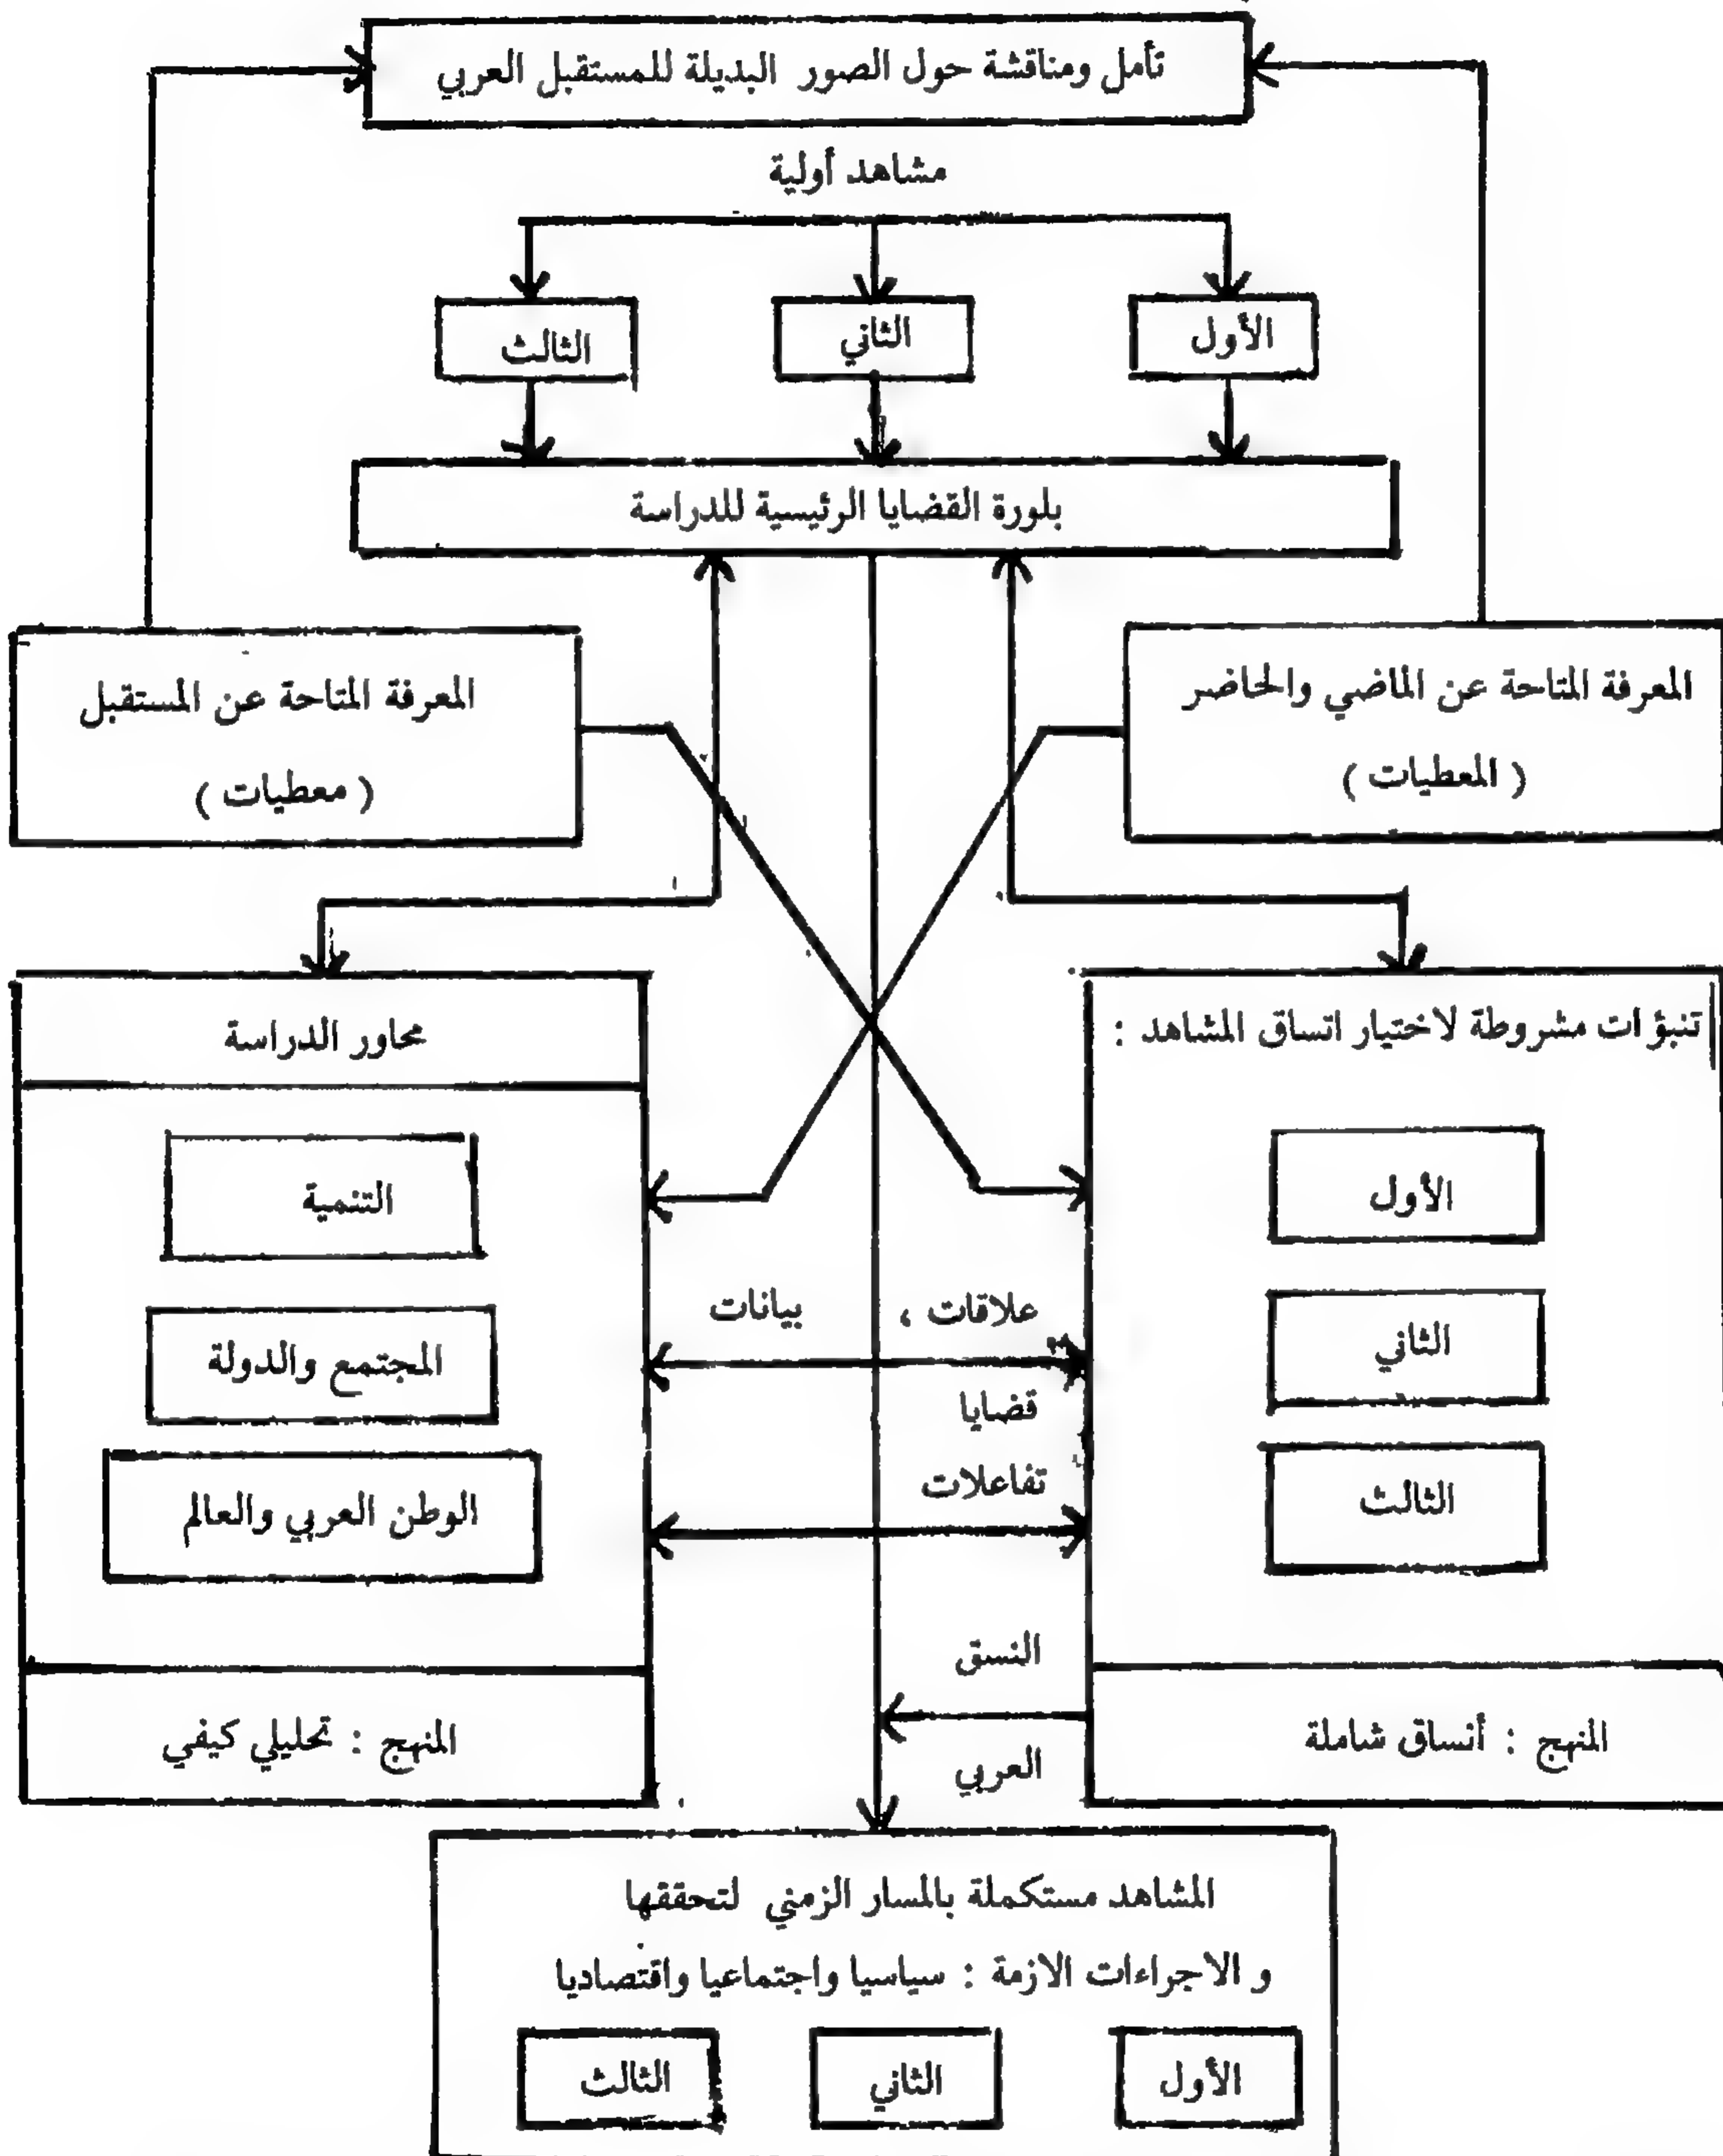 تأمل ومناقشة حول الصور البديلة للمستقبل العربي
مشاهد أولية
الأول
الثاني
الثالث
بلورة القضايا الرئيسية للدراسة
المعرفة المتاحة عن الماضي والحاضر
( المعطيات )
المعرفة المتاحة عن المستقبل
( معطيات )
تنبؤات مشروطة لاختيار اتساق المشاهد :
الأول
الثاني
الثالث
المنهج : أنساق شاملة
علاقات ، بيانات
قضايا
تفاعلات
النسق
العربي
محاور الدراسة
التنمية
المجتمع والدولة
الوطن العربي والعالم
المنهج : تحليلي كيفي
المشاهد مستكملة بالمسار الزمني لتحققها
و الاجراءات الازمة : سياسيا واجتماعيا واقتصاديا
الأول
الثاني
الثالث